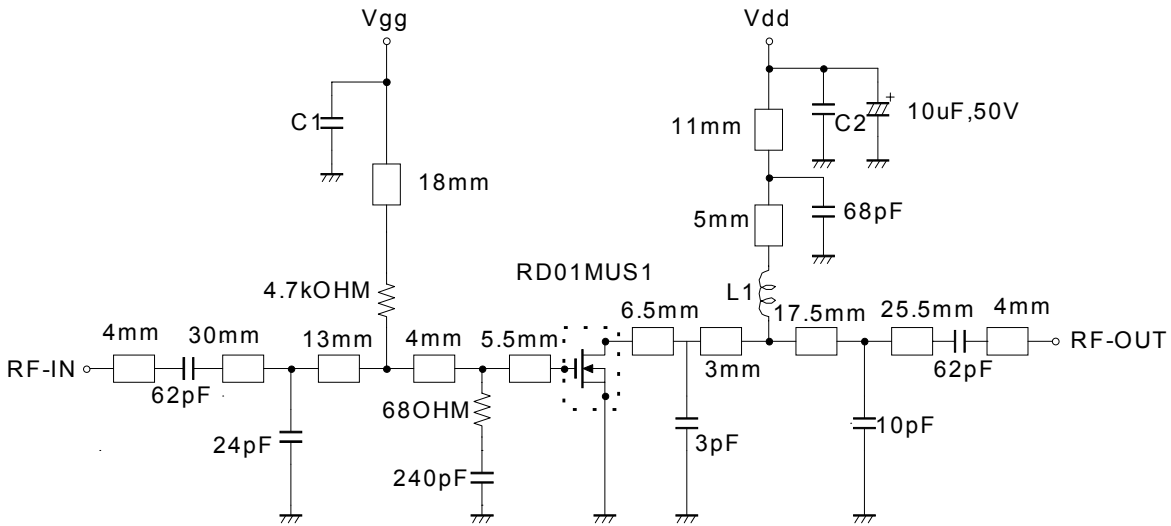 Vgg
Vdd
C1
11mm
C2
10uF,50V
18mm
5mm
68pF
RD01MUS1
4.7kOHM
L1
4mm
30mm
13mm
4mm
5.5mm
6.5mm
3mm
17.5mm
25.5mm
4mm
RF-IN
RF-OUT
62pF
62pF
68OHM
24pF
3pF
10pF
240pF
+